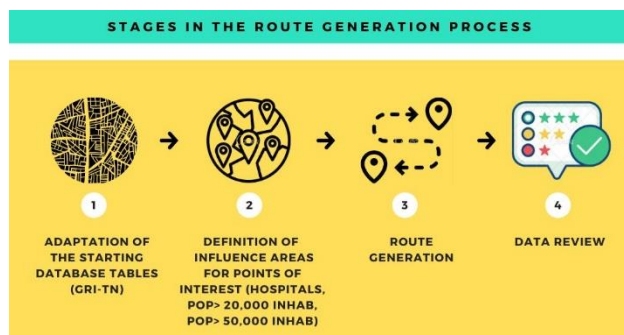 STAGES IN THE ROUTE GENERATION PROCESS
1
ADAPTATION OF
THE STARTING
DATABASE TABLES
(GRI-TN)
2
DEFINITION OF
INFLUENCE AREAS
FOR POINTS OF
INTEREST (HOSPITALS,
POP> 20,000 INHAB,
POP> 50,000 INHAB)
3
ROUTE
GENERATION
4
DATA REVIEW